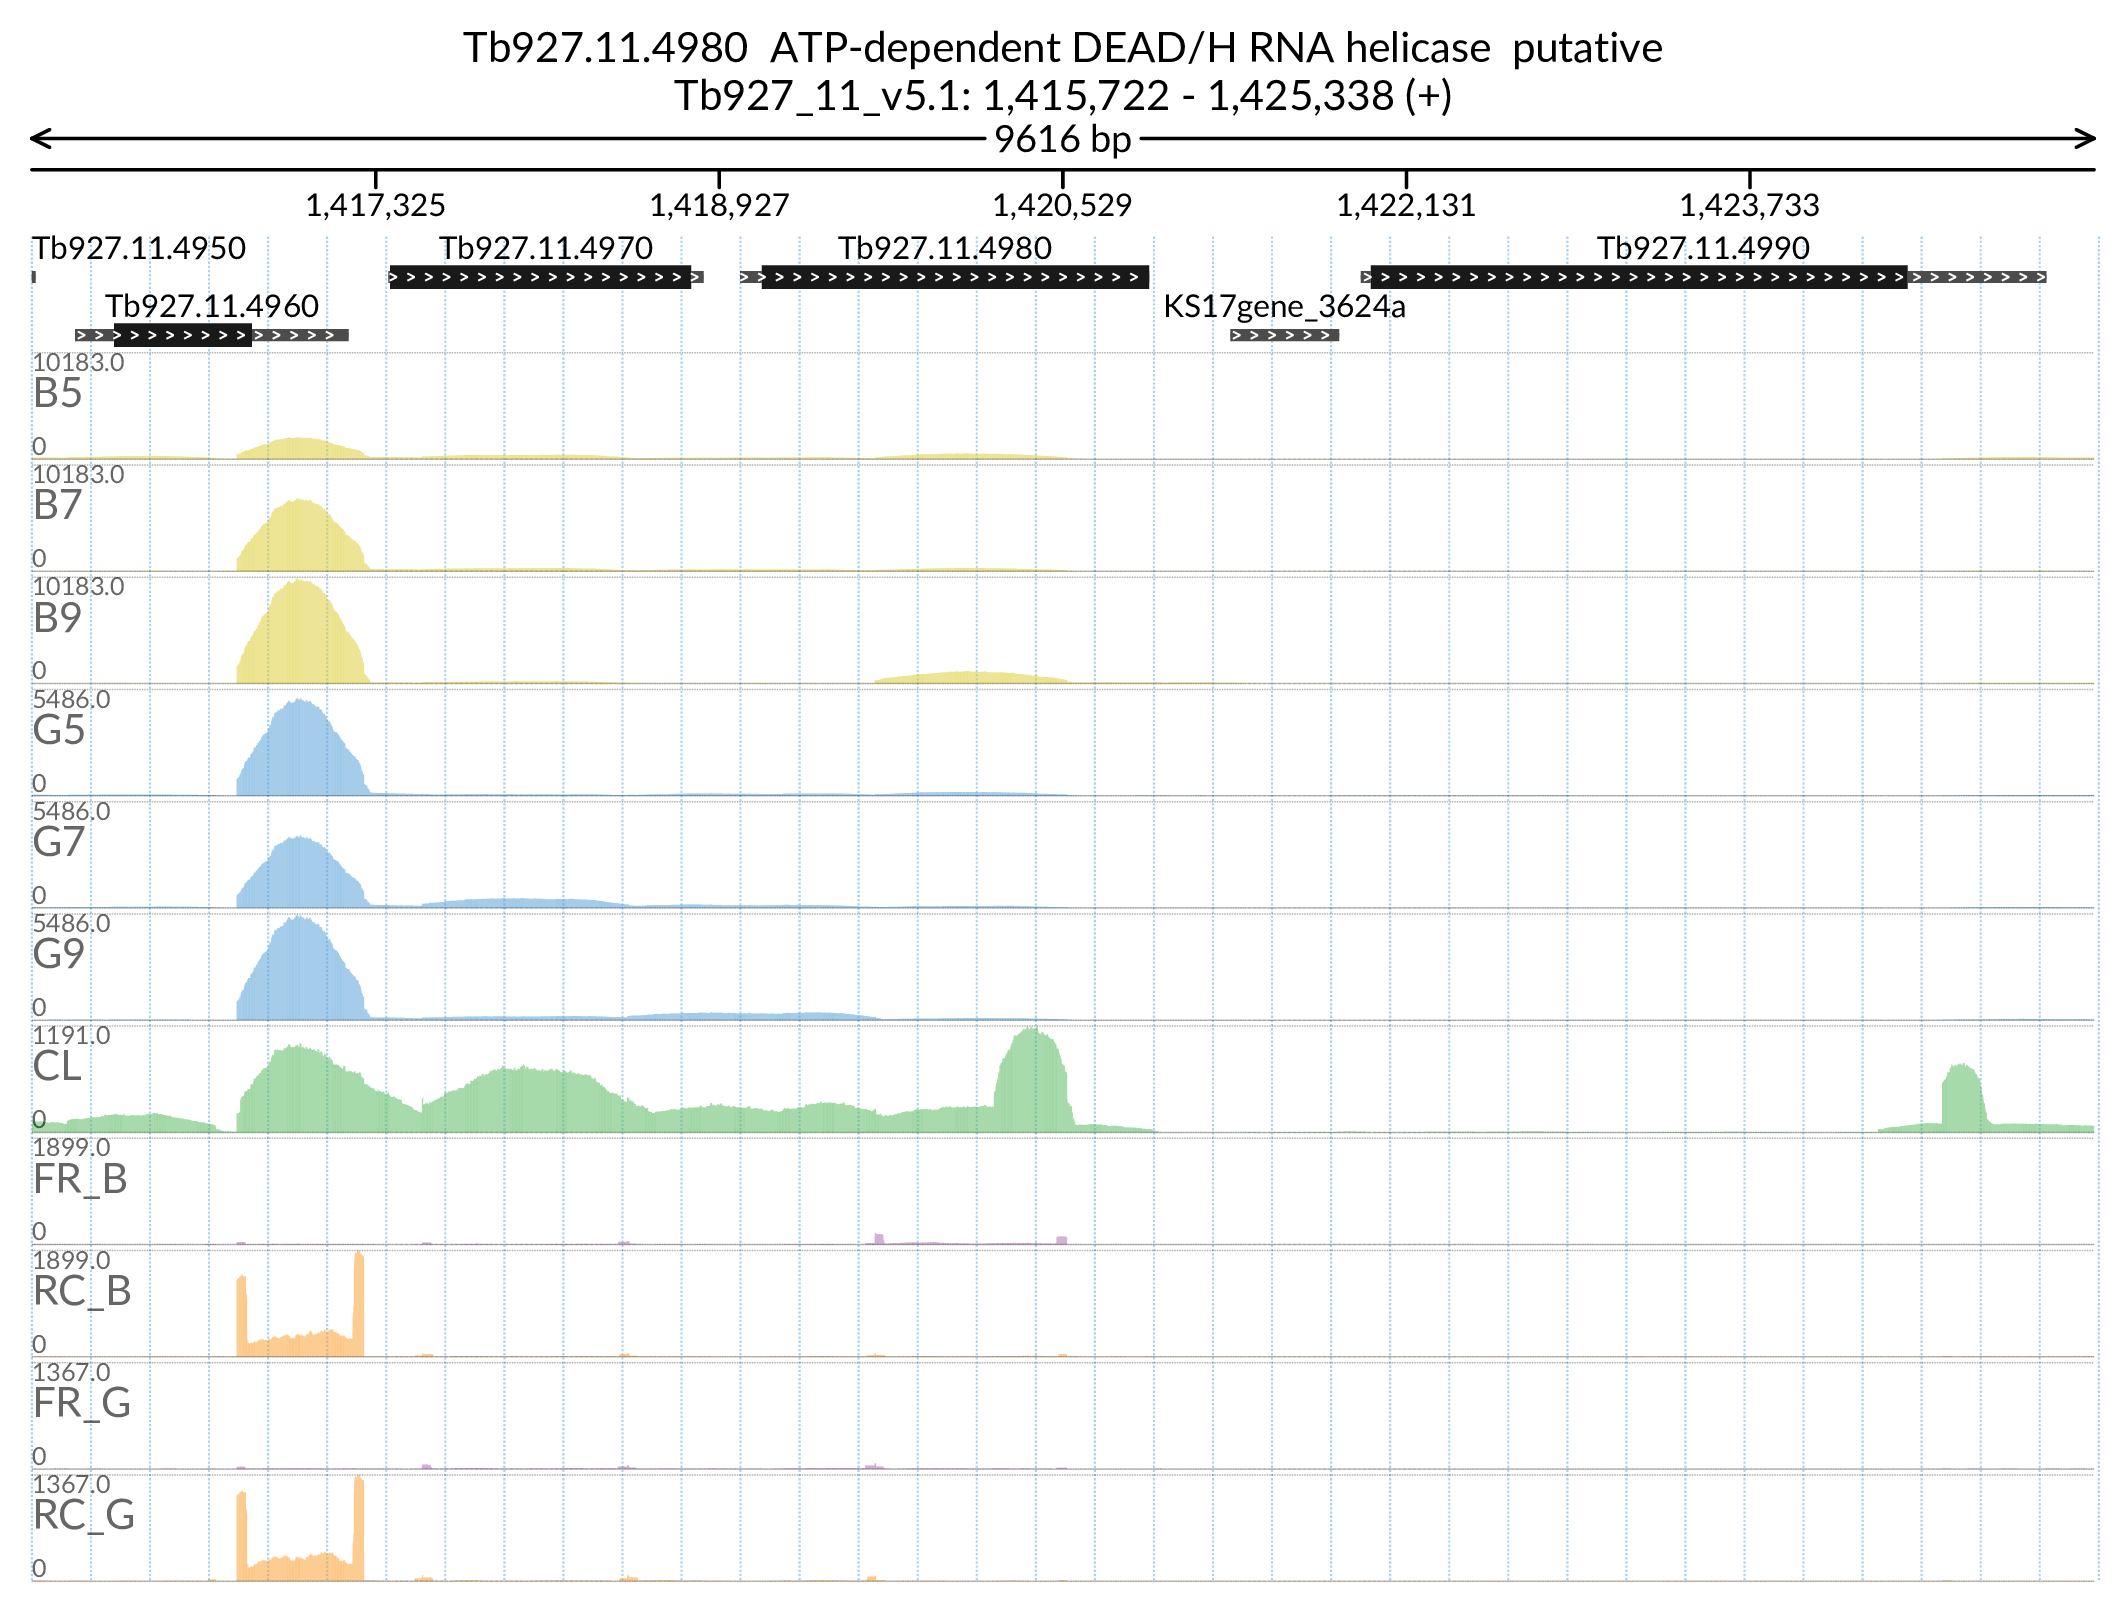 Tb927.11.4980  ATP-dependent DEAD/H RNA helicase  putative
Tb927_11_v5.1: 1,415,722 - 1,425,338 (+)
9616 bp
1,417,325 1,418,927 1,420,529 1,422,131 1,423,733
Tb927.11.4950 Tb927.11.4970 Tb927.11.4980 Tb927.11.4990
Tb927.11.4960 KS17gene_3624a
10183.0
B5
0
10183.0
B7
0
10183.0
B9
0
5486.0
G5
0
5486.0
G7
0
5486.0
G9
0
1191.0
CL
0
1899.0
FR_B
0
1899.0
RC_B
0
1367.0
FR_G
0
1367.0
RC_G
0